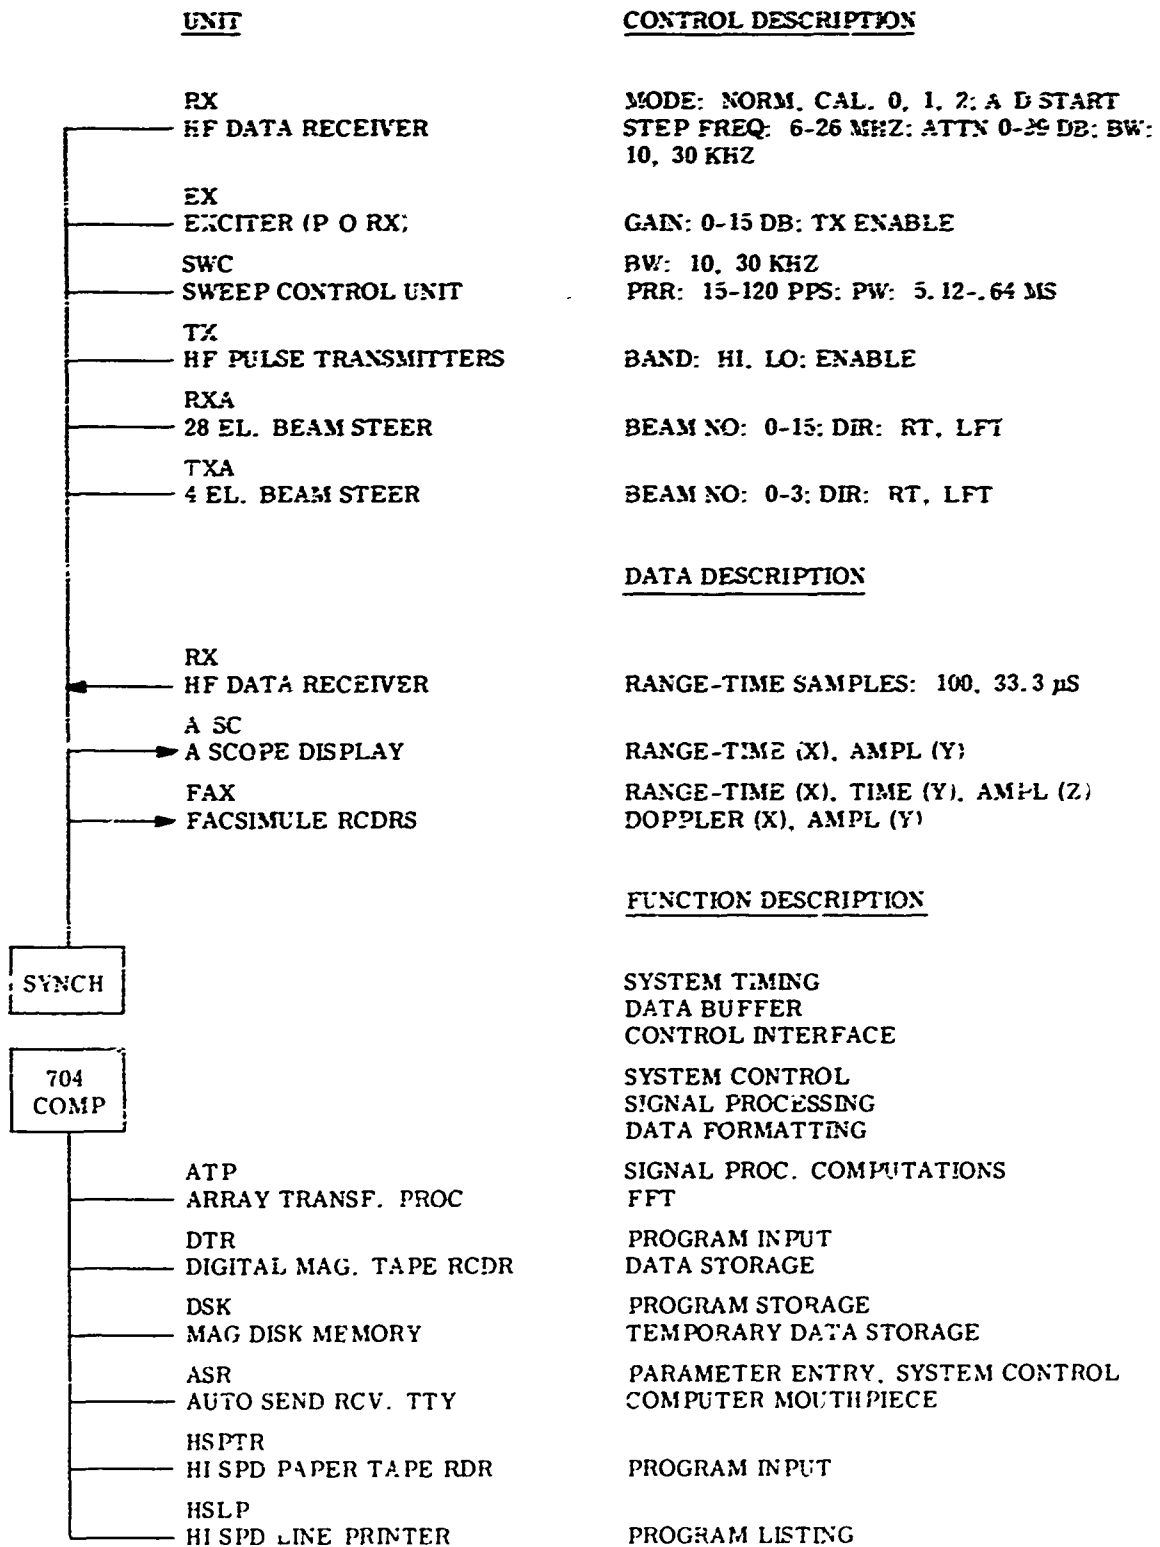 UNIT CONTROL DESCRIPTION
RX MODE: NORM, CAL, 0, 1, 2; A D START
HF DATA RECEIVER STEP FREQ: 6-26 MHZ; ATTN 0- DB; BW:
10, 30 KHZ
EX
EXCITER (P O RX) GAIN: 0-15 DB; TX ENABLE
SWC BW: 10, 30 KHZ
SWEEP CONTROL UNIT PRR: 15-120 PPS; PW: 5.12-.64 MS
TX
HF PULSE TRANSMITTERS BAND: HI, LO; ENABLE
RXA
28 EL. BEAM STEER BEAM NO: 0-15; DIR: RT, LFT
TXA
4 EL. BEAM STEER BEAM NO: 0-3; DIR: RT, LFT
DATA DESCRIPTION
RX
HF DATA RECEIVER RANGE-TIME SAMPLES: 100, 33.3 µS
A SC
A SCOPE DISPLAY RANGE-TIME (X), AMPL (Y)
FAX RANGE-TIME (X), TIME (Y), AMPL (Z)
FACSIMULE RCDRS DOPPLER (X), AMPL (Y)
FUNCTION DESCRIPTION
SYNCH SYSTEM TIMING
DATA BUFFER
CONTROL INTERFACE
704 SYSTEM CONTROL
COMP SIGNAL PROCESSING
DATA FORMATTING
ATP SIGNAL PROC. COMPUTATIONS
ARRAY TRANSF. PROC FFT
DTR PROGRAM INPUT
DIGITAL MAG. TAPE RCDR DATA STORAGE
DSK PROGRAM STORAGE
MAG DISK MEMORY TEMPORARY DATA STORAGE
ASR PARAMETER ENTRY, SYSTEM CONTROL
AUTO SEND RCV. TTY COMPUTER MOUTHPIECE
HSPTR
HI SPD PAPER TAPE RDR PROGRAM INPUT
HSLP
HI SPD LINE PRINTER PROGRAM LISTING